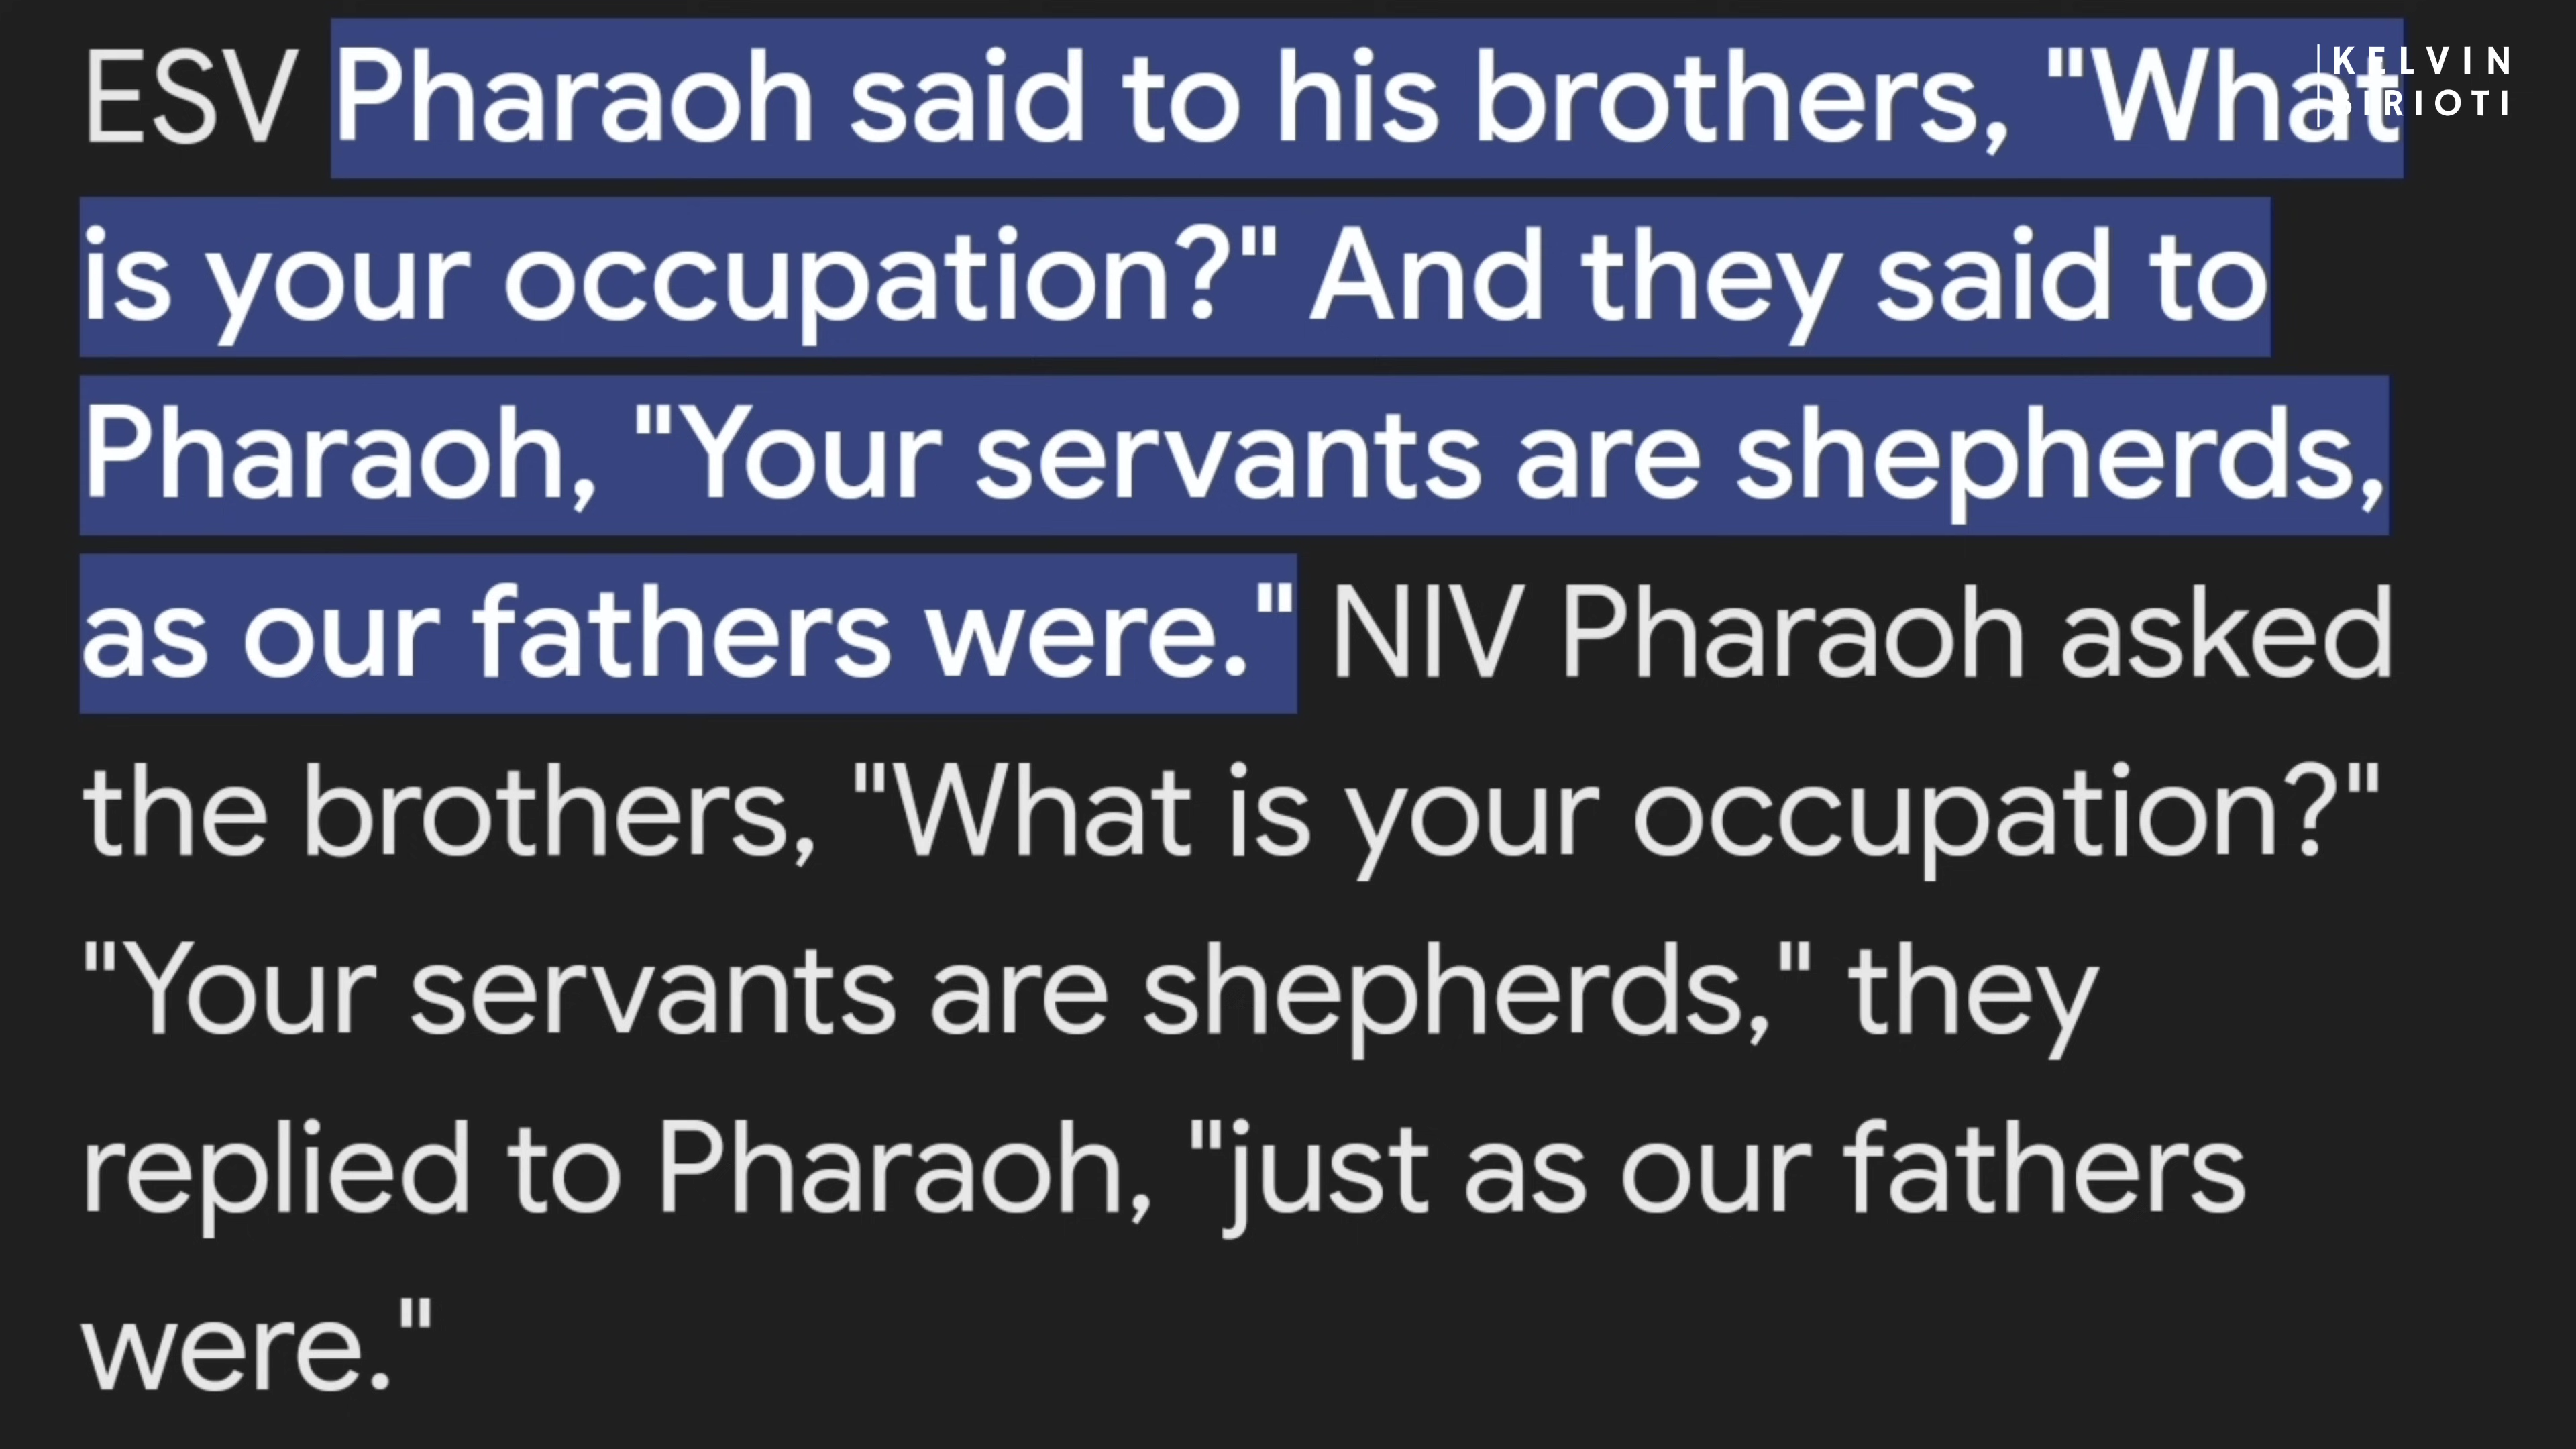 ESV Pharaoh said to his brothers, "What
is your occupation?" And they said to
Pharaoh, "Your servants are shepherds,
as our fathers were." NIV Pharaoh asked
the brothers, "What is your occupation?"
"Your servants are shepherds," they
replied to Pharaoh, "just as our fathers
were."
KELVIN
BIRIOTI